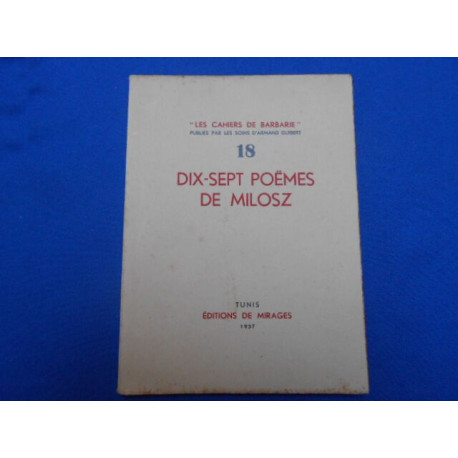 "LES CAHIERS DE BARBARIE"
PUBLIÉS PAR LES SOINS D'ARMAND GUIBERT
18
DIX-SEPT POËMES
DE MILOSZ
TUNIS
ÉDITIONS DE MIRAGES
1937